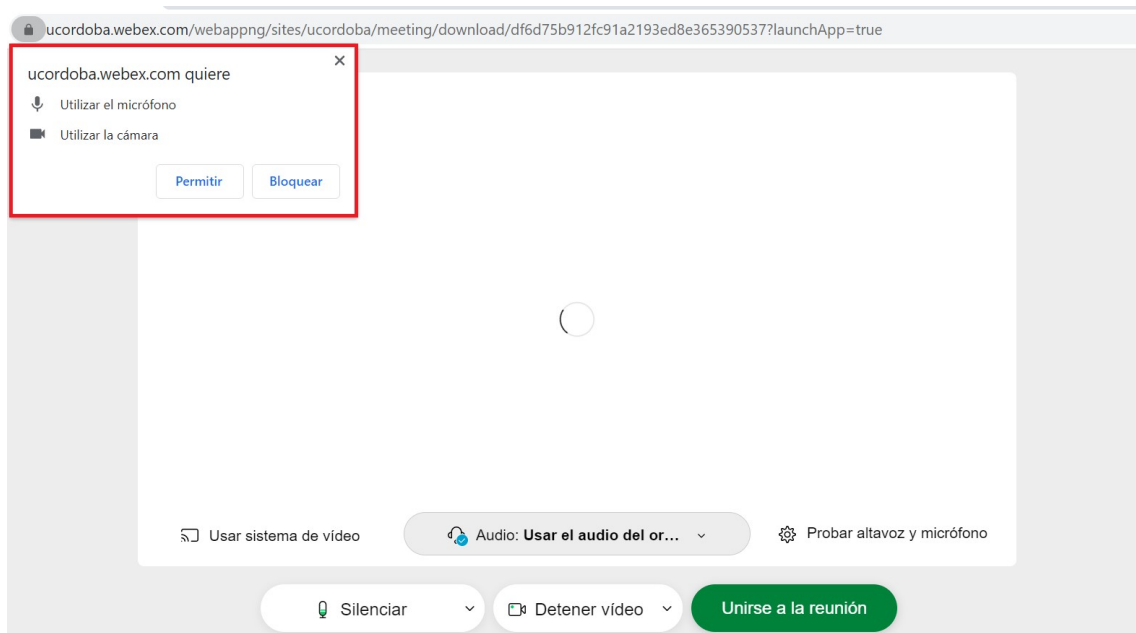 ucordoba.webex.com/webappng/sites/ucordoba/meeting/download/df6d75b912fc91a2193ed8e365390537?launchApp=true
ucordoba.webex.com quiere
Utilizar el micrófono
Utilizar la cámara
Permitir Bloquear
Usar sistema de vídeo Audio: Usar el audio del or... Probar altavoz y micrófono
Silenciar Detener vídeo Unirse a la reunión